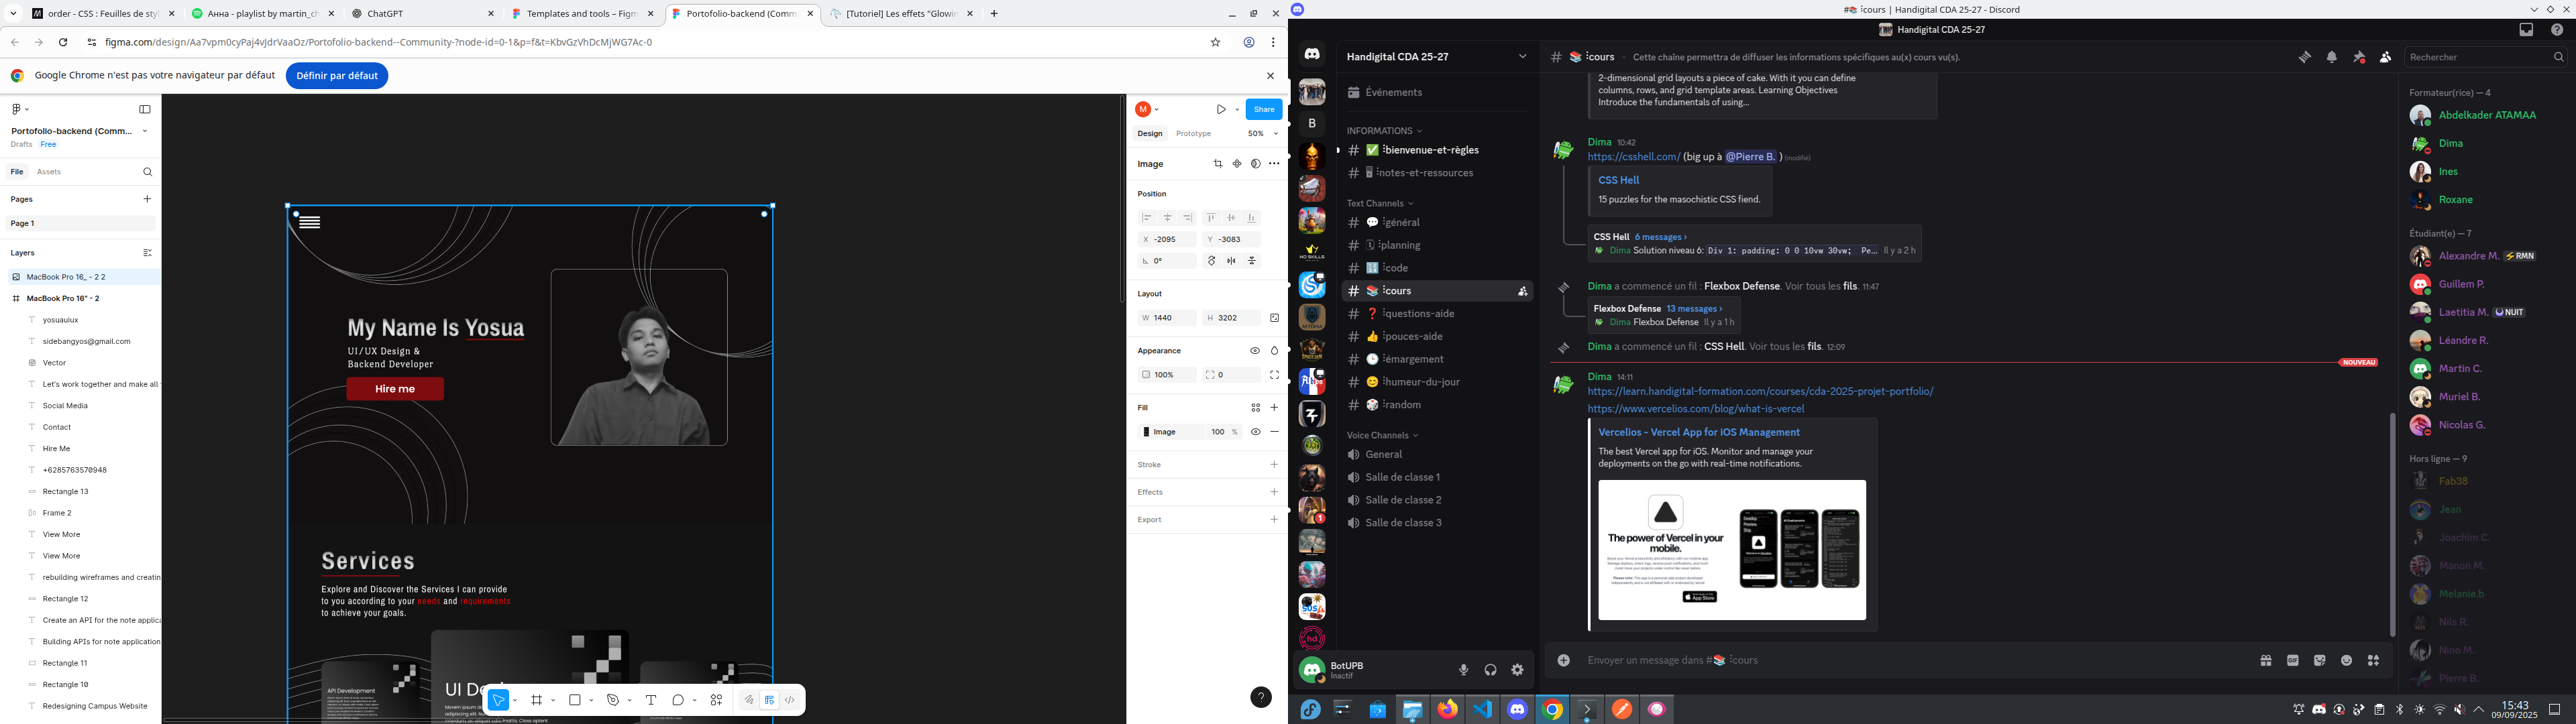 order - CSS : Feuilles de sty
Анна - playlist by martin_ch
ChatGPT
Templates and tools – Figm
Portofolio-backend (Comm
[Tutoriel] Les effets "Glowin
figma.com/design/Aa7vpm0cyPaj4vJdrVaaOz/Portofolio-backend--Community-?node-id=0-1&p=f&t=KbvGzVhDcMjWG7Ac-0
Google Chrome n'est pas votre navigateur par défaut
Définir par défaut
Portofolio-backend (Comm...
Drafts
Free
File
Assets
Pages
Page 1
Layers
MacBook Pro 16_ - 2 2
MacBook Pro 16" - 2
yosuauiux
sidebangyos@gmail.com
Vector
Let's work together and make all
Social Media
Contact
Hire Me
+6285763570948
Rectangle 13
Frame 2
View More
View More
rebuilding wireframes and creatin
Rectangle 12
Create an API for the note applica
Building APIs for note application
Rectangle 11
Rectangle 10
Redesigning Campus Website
My Name Is Yosua
UI/UX Design &
Backend Developer
Hire me
Services
Explore and Discover the Services I can provide
to you according to your needs and requirements
to achieve your goals.
API Development
UI De
M
Share
Design
Prototype
50%
Image
Position
X -2095
Y -3083
0°
Layout
W 1440
H 3202
Appearance
100%
0
Fill
Image
100
%
Stroke
Effects
Export
?
#📚 ⁝cours | Handigital CDA 25-27 - Discord
Handigital CDA 25-27
Handigital CDA 25-27
Événements
INFORMATIONS
# ✅ ⁝bienvenue-et-règles
# ⁝notes-et-ressources
Text Channels
# 💬 ⁝général
# ⁝planning
# 🔢 ⁝code
# 📚 ⁝cours
# ❓ ⁝questions-aide
# 👍 ⁝pouces-aide
# 🕒 ⁝émargement
# 😊 ⁝humeur-du-jour
# 🎲 ⁝random
Voice Channels
General
Salle de classe 1
Salle de classe 2
Salle de classe 3
B
NO SKILLS
1
hd
BotUPB
Inactif
# 📚 ⁝cours
Cette chaîne permettra de diffuser les informations spécifiques au(x) cours vu(s).
Rechercher
2-dimensional grid layouts a piece of cake. With it you can define
columns, rows, and grid template areas. Learning Objectives
Introduce the fundamentals of using...
Dima 10:42
https://csshell.com/ (big up à @Pierre B. ) (modifié)
CSS Hell
15 puzzles for the masochistic CSS fiend.
CSS Hell 6 messages ›
Dima Solution niveau 6: Div 1: padding: 0 0 10vw 30vw; Pe… Il y a 2 h
Dima a commencé un fil : Flexbox Defense. Voir tous les fils. 11:47
Flexbox Defense 13 messages ›
Dima Flexbox Defense Il y a 1 h
Dima a commencé un fil : CSS Hell. Voir tous les fils. 12:09
NOUVEAU
Dima 14:11
https://learn.handigital-formation.com/courses/cda-2025-projet-portfolio/
https://www.vercelios.com/blog/what-is-vercel
Vercelios - Vercel App for iOS Management
The best Vercel app for iOS. Monitor and manage your
deployments on the go with real-time notifications.
The power of Vercel in your
mobile.
App Store
Envoyer un message dans #📚 ⁝cours
GIF
Formateur(rice) — 4
Abdelkader ATAMAA
Dima
Ines
Roxane
Étudiant(e) — 7
Alexandre M. ⚡RMN
Guillem P.
Laetitia M. NUIT
Léandre R.
Martin C.
Muriel B.
Nicolas G.
Hors ligne — 9
Fab38
Jean
Joachim C.
Manon M.
Melanie.b
Nils R.
Nino M.
Pierre B.
15:43
09/09/2025